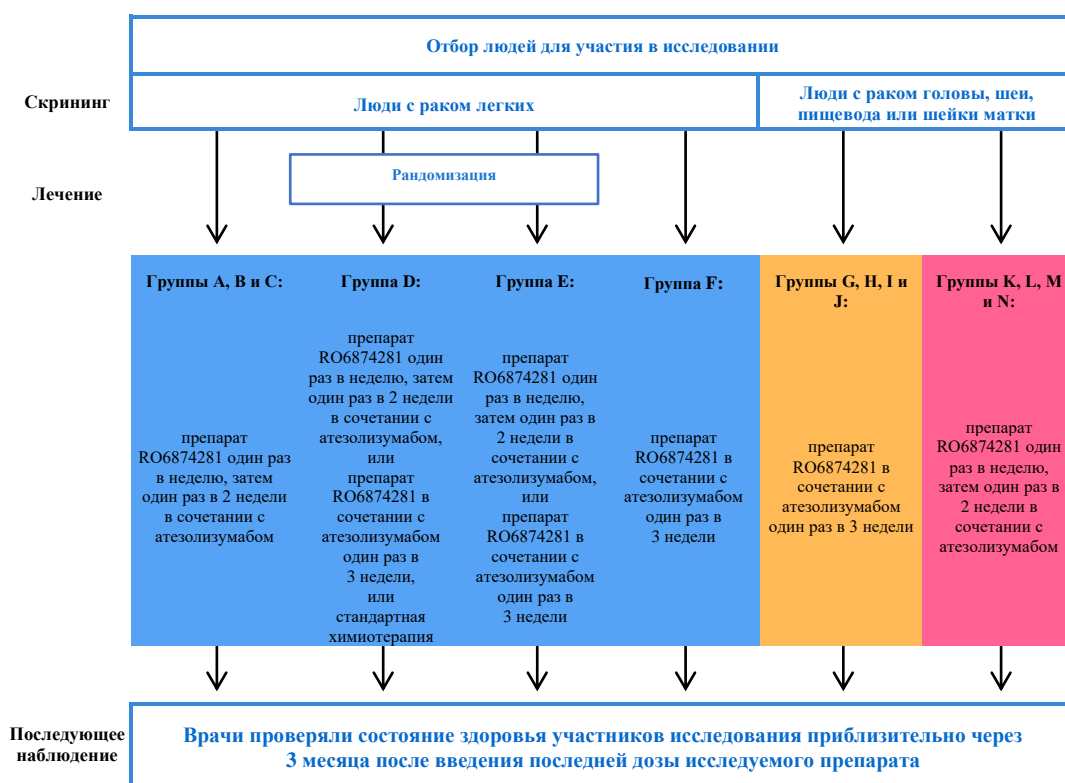 Отбор людей для участия в исследовании
Скрининг
Люди с раком легких
Люди с раком головы, шеи,
пищевода или шейки матки
Рандомизация
Лечение
Группы A, B и C:
препарат
RO6874281 один раз
в неделю, затем
один раз в 2 недели
в сочетании с
атезолизумабом
Группа D:
препарат
RO6874281 один
раз в неделю, затем
один раз в 2 недели
в сочетании с
атезолизумабом,
или
препарат
RO6874281 в
сочетании с
атезолизумабом
один раз в
3 недели,
или
стандартная
химиотерапия
Группа E:
препарат
RO6874281 один
раз в неделю,
затем один раз в
2 недели в
сочетании с
атезолизумабом,
или
препарат
RO6874281 в
сочетании с
атезолизумабом
один раз в
3 недели
Группа F:
препарат
RO6874281 в
сочетании с
атезолизумабом
один раз в
3 недели
Группы G, H, I и
J:
препарат
RO6874281 в
сочетании с
атезолизумабом
один раз в 3 недели
Группы K, L, M
и N:
препарат
RO6874281 один
раз в неделю,
затем один раз в
2 недели в
сочетании с
атезолизумабом
Последующее
наблюдение
Врачи проверяли состояние здоровья участников исследования приблизительно через
3 месяца после введения последней дозы исследуемого препарата